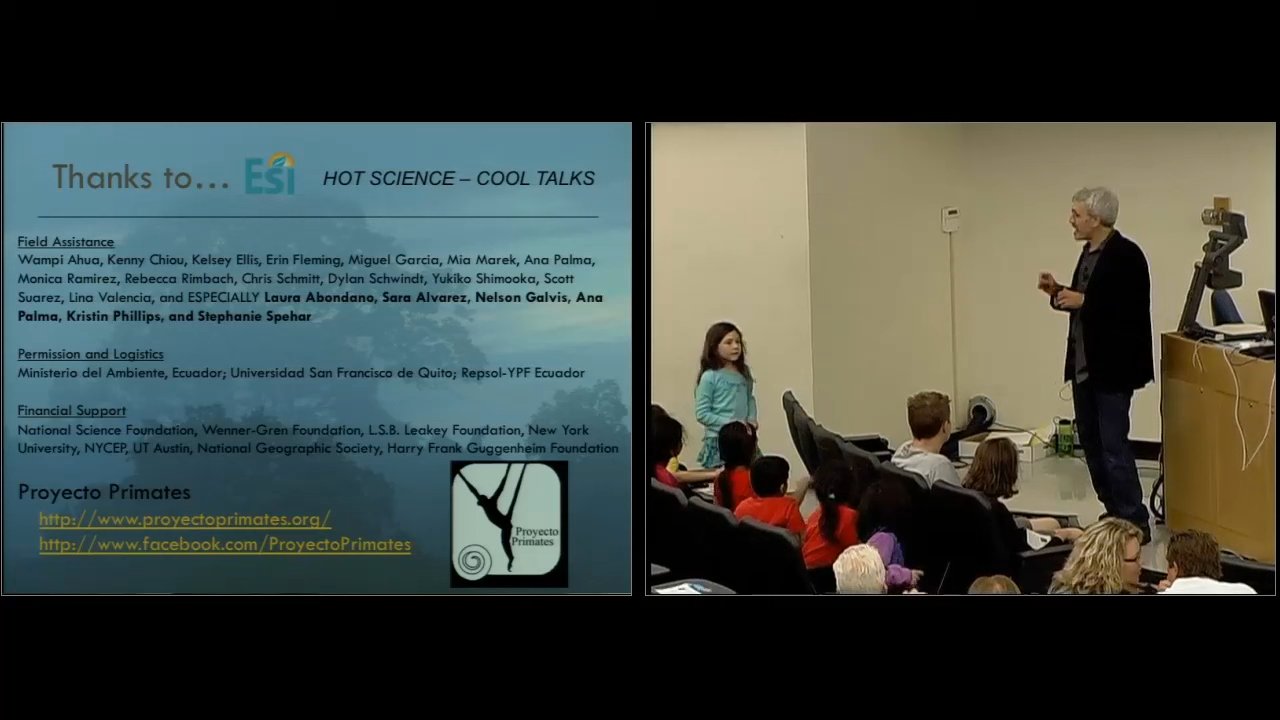 Thanks to... ESI HOT SCIENCE – COOL TALKS
Field Assistance
Wampi Ahua, Kenny Chiou, Kelsey Ellis, Erin Fleming, Miguel Garcia, Mia Marek, Ana Palma,
Monica Ramirez, Rebecca Rimbach, Chris Schmitt, Dylan Schwindt, Yukiko Shimooka, Scott
Suarez, Lina Valencia, and ESPECIALLY Laura Abondano, Sara Alvarez, Nelson Galvis, Ana
Palma, Kristin Phillips, and Stephanie Spehar
Permission and Logistics
Ministerio del Ambiente, Ecuador; Universidad San Francisco de Quito; Repsol-YPF Ecuador
Financial Support
National Science Foundation, Wenner-Gren Foundation, L.S.B. Leakey Foundation, New York
University, NYCEP, UT Austin, National Geographic Society, Harry Frank Guggenheim Foundation
Proyecto Primates
http://www.proyectoprimates.org/
http://www.facebook.com/ProyectoPrimates
Proyecto
Primates